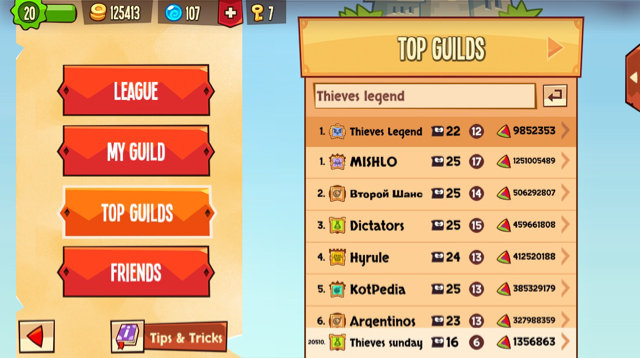 20 125413 107 7
LEAGUE
MY GUILD
TOP GUILDS
FRIENDS
Tips & Tricks
TOP GUILDS
Thieves legend
1. Thieves Legend 22 12 9852353
1. MISHLO 25 17 1251005489
2. Второй Шанс 25 14 506292807
3. Dictators 25 15 459661808
4. Hyrule 24 13 412520188
5. KotPedia 25 13 385329179
6. Argentinos 23 13 327988359
20510. Thieves sunday 16 6 1356863